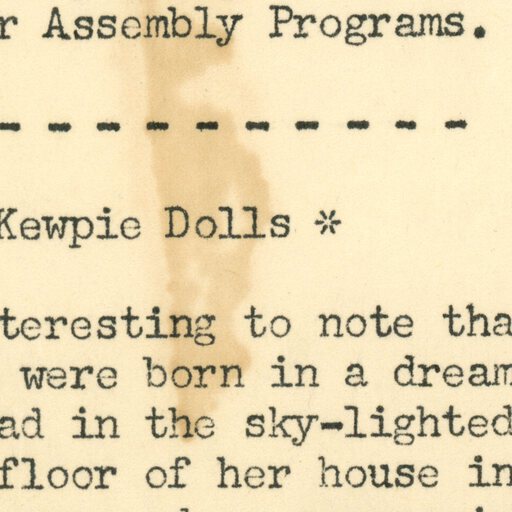 r Assembly Programs.
- - - - - - - - - -
Kewpie Dolls *
teresting to note tha
were born in a dream
ad in the sky-lighted
floor of her house in